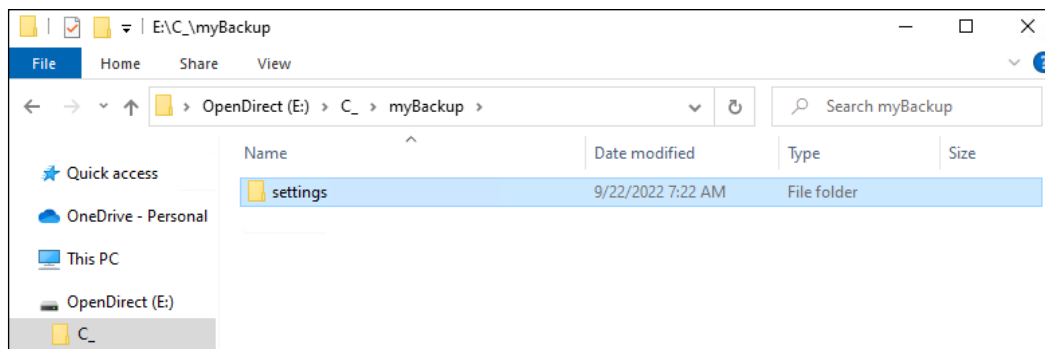 E:\C_\myBackup
File Home Share View
OpenDirect (E:) C_ myBackup
Search myBackup
Name Date modified Type Size
Quick access
settings 9/22/2022 7:22 AM File folder
OneDrive - Personal
This PC
OpenDirect (E:)
C_